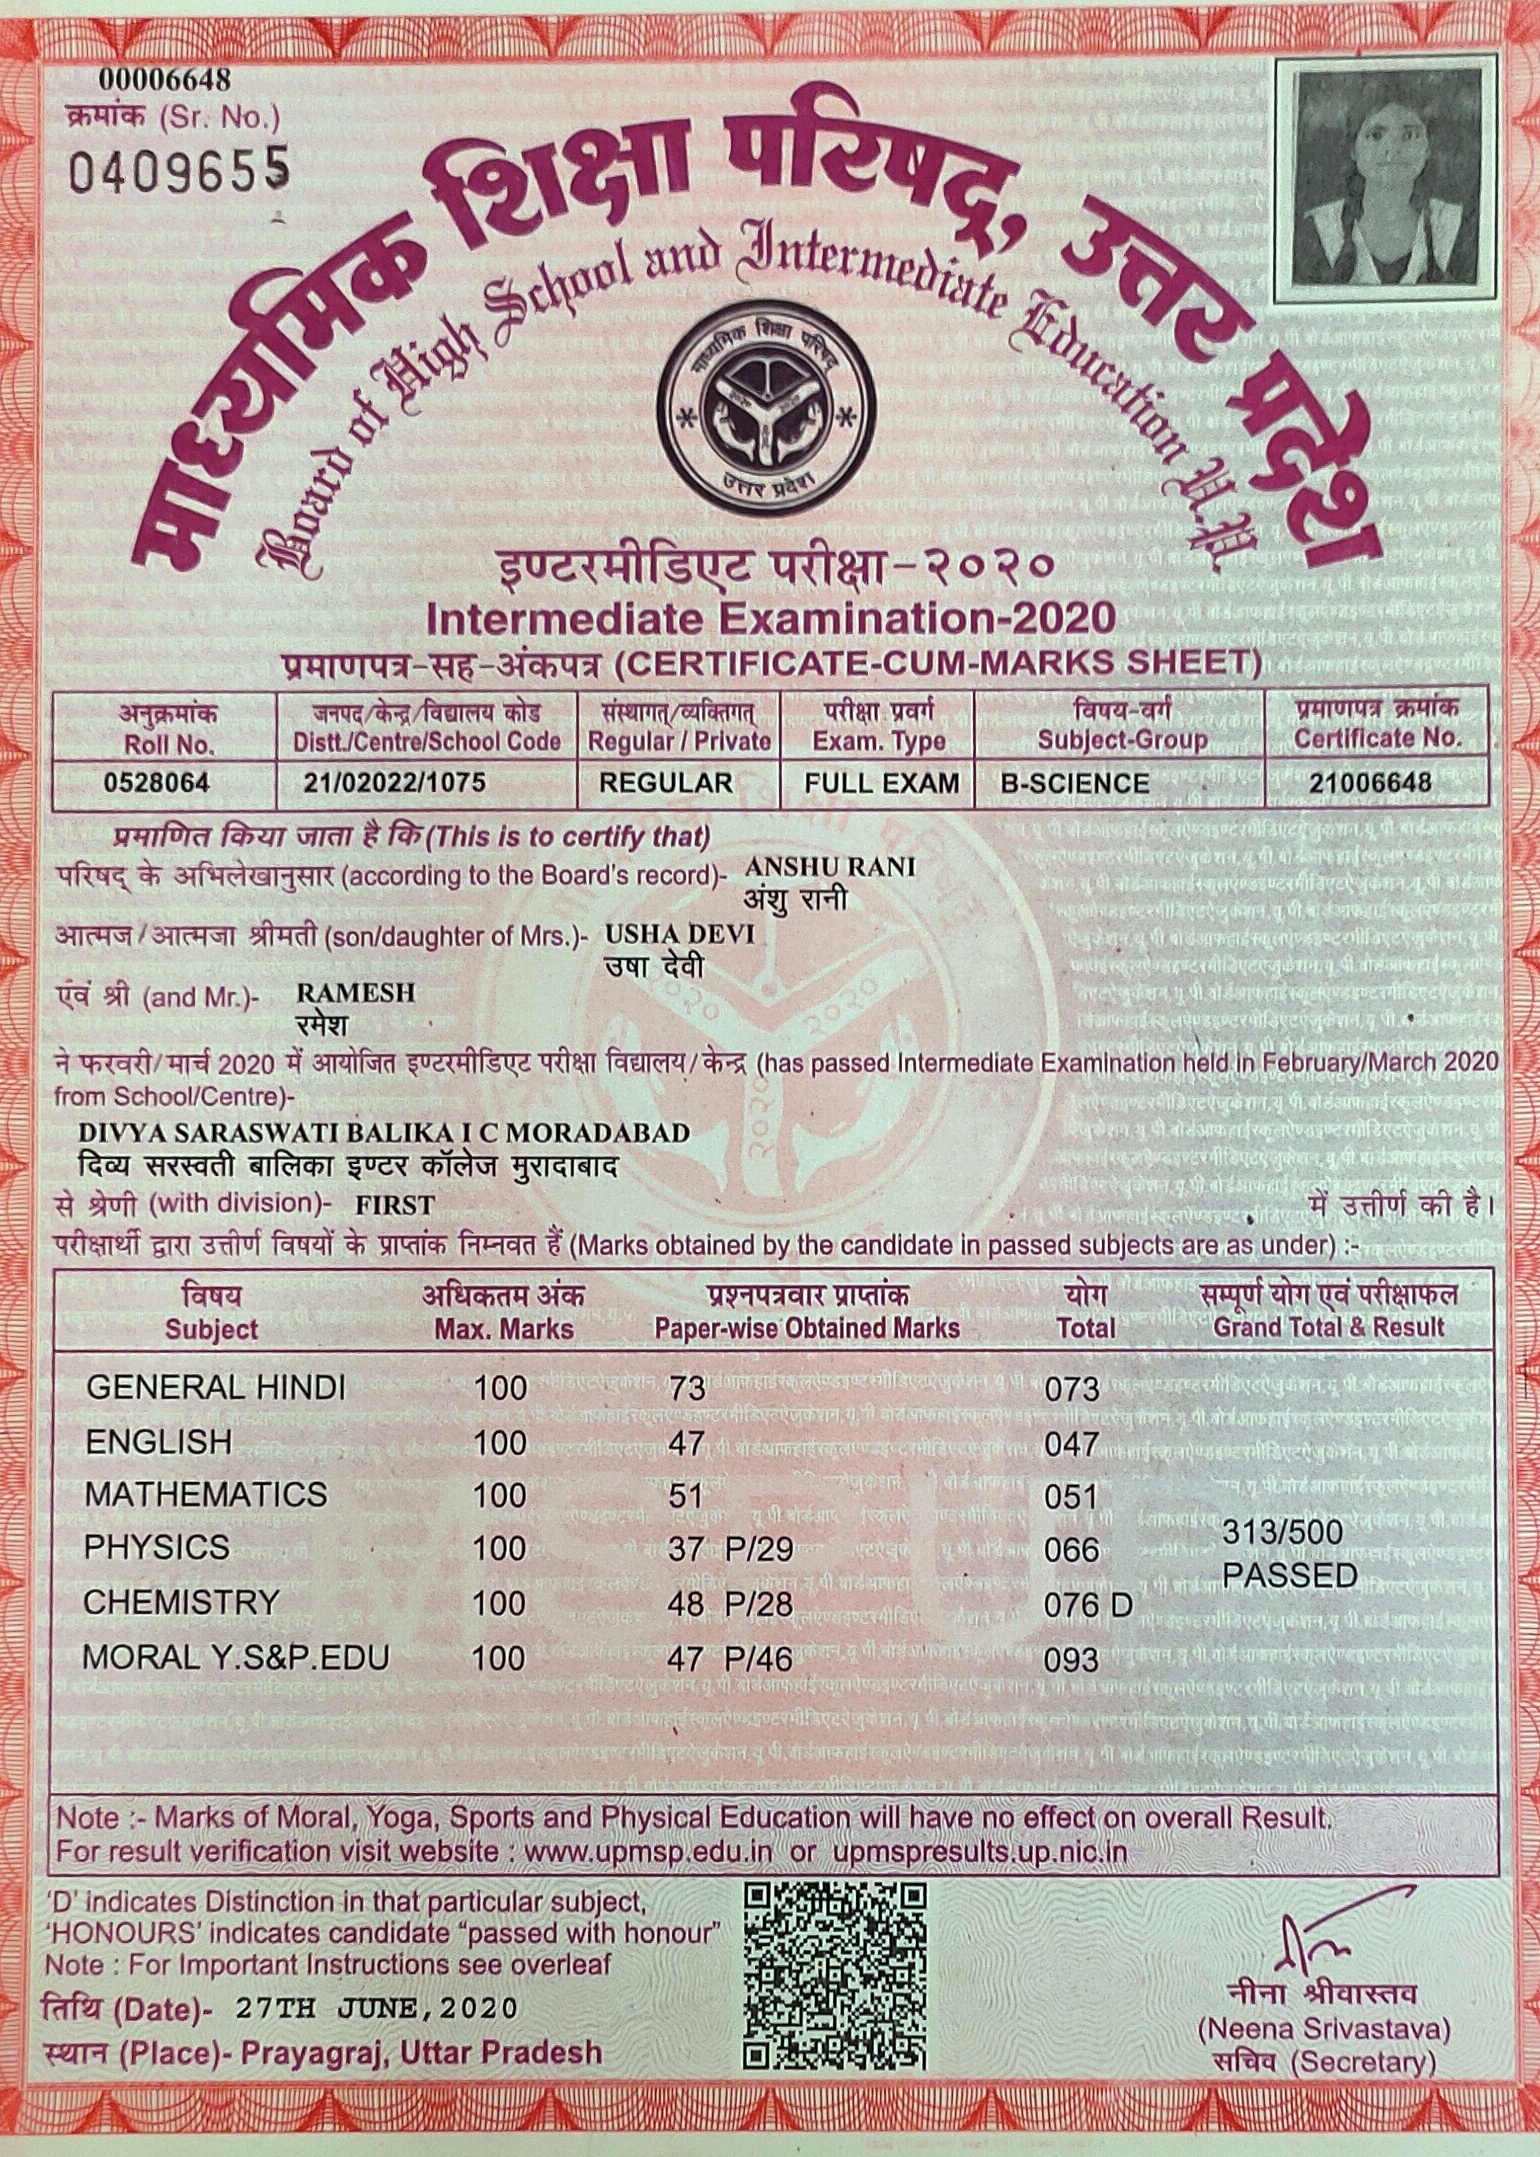 00006648
क्रमांक (Sr. No.)
0409655
माध्यमिक शिक्षा परिषद्, उत्तर प्रदेश
Board of High School and Intermediate Education U.P.
माध्यमिक शिक्षा परिषद्
२०२० २०२०
२०२०
उत्तर प्रदेश
इण्टरमीडिएट परीक्षा-२०२०
Intermediate Examination-2020
प्रमाणपत्र-सह-अंकपत्र (CERTIFICATE-CUM-MARKS SHEET)
अनुक्रमांक जनपद/केन्द्र/विद्यालय कोड संस्थागत/व्यक्तिगत् परीक्षा प्रवर्ग विषय-वर्ग प्रमाणपत्र क्रमांक
Roll No. Distt./Centre/School Code Regular / Private Exam. Type Subject-Group Certificate No.
0528064 21/02022/1075 REGULAR FULL EXAM B-SCIENCE 21006648
प्रमाणित किया जाता है कि (This is to certify that)
परिषद् के अभिलेखानुसार (according to the Board's record)- ANSHU RANI
अंशु रानी
आत्मज/आत्मजा श्रीमती (son/daughter of Mrs.)- USHA DEVI
उषा देवी
एवं श्री (and Mr.)- RAMESH
रमेश
ने फरवरी/मार्च 2020 में आयोजित इण्टरमीडिएट परीक्षा विद्यालय/केन्द्र (has passed Intermediate Examination held in February/March 2020
from School/Centre)-
DIVYA SARASWATI BALIKA I C MORADABAD
दिव्य सरस्वती बालिका इण्टर कॉलेज मुरादाबाद
से श्रेणी (with division)- FIRST में उत्तीर्ण की है।
परीक्षार्थी द्वारा उत्तीर्ण विषयों के प्राप्तांक निम्नवत हैं (Marks obtained by the candidate in passed subjects are as under) :-
विषय अधिकतम अंक प्रश्नपत्रवार प्राप्तांक योग सम्पूर्ण योग एवं परीक्षाफल
Subject Max. Marks Paper-wise Obtained Marks Total Grand Total & Result
GENERAL HINDI 100 73 073
ENGLISH 100 47 047
MATHEMATICS 100 51 051
313/500
PHYSICS 100 37 P/29 066
PASSED
CHEMISTRY 100 48 P/28 076 D
MORAL Y.S&P.EDU 100 47 P/46 093
Note :- Marks of Moral, Yoga, Sports and Physical Education will have no effect on overall Result.
For result verification visit website : www.upmsp.edu.in or upmspresults.up.nic.in
'D' indicates Distinction in that particular subject,
'HONOURS' indicates candidate "passed with honour"
Note : For Important Instructions see overleaf
तिथि (Date)- 27TH JUNE,2020
स्थान (Place)- Prayagraj, Uttar Pradesh
नीना श्रीवास्तव
(Neena Srivastava)
सचिव (Secretary)